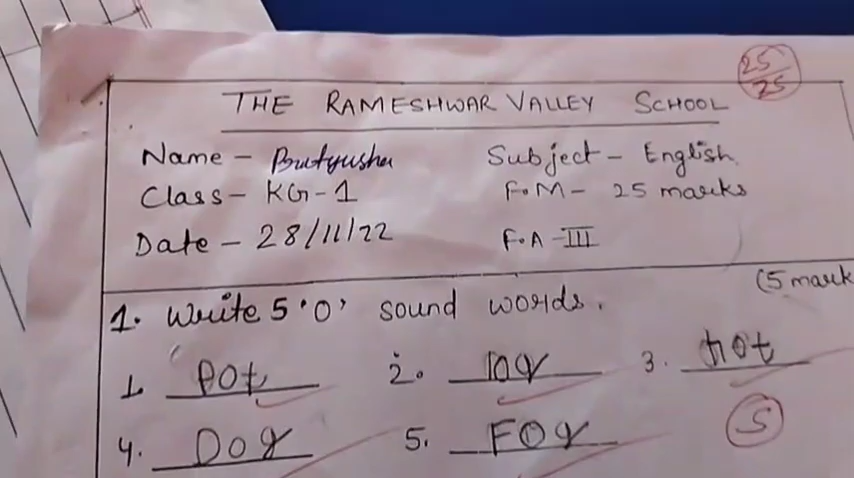 25/25
THE RAMESHWAR VALLEY SCHOOL
Name - Pratyusha Subject - English
Class - KG-1 F.M - 25 marks
Date - 28/11/22 F.A - III
(5 mark
1. Write 5 'O' sound words.
1. Pot 2. log 3. hot
4. Dog 5. Fog
5